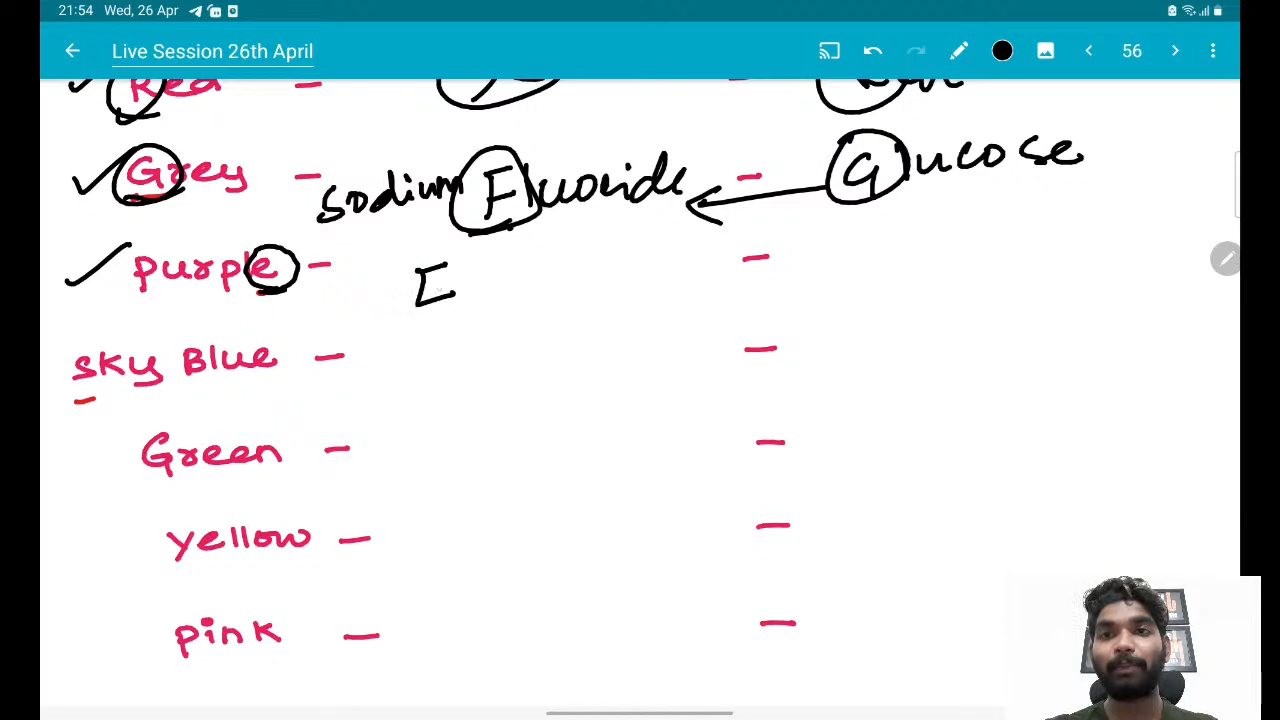 21:54 Wed, 26 Apr
Live Session 26th April 56
Red -
Grey - sodium Fluoride - Glucose
purple - E -
sky Blue - -
Green - -
yellow - -
pink - -